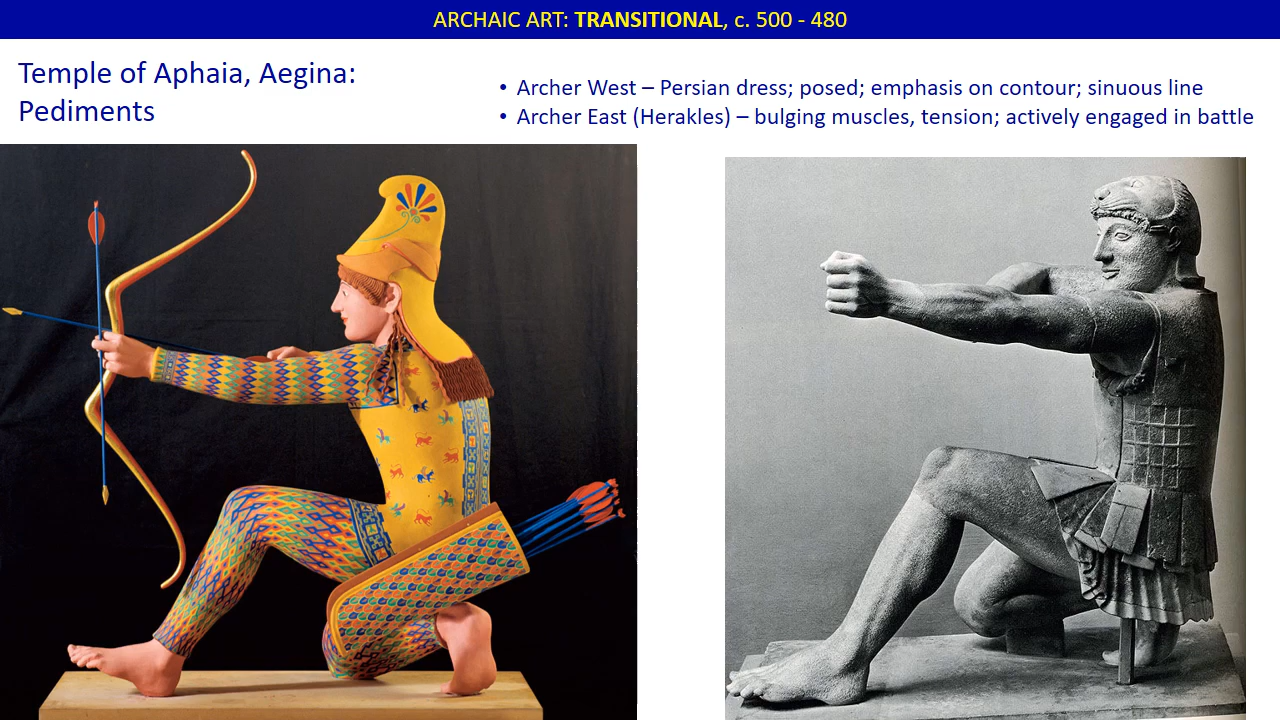 ARCHAIC ART: TRANSITIONAL, c. 500 - 480
Temple of Aphaia, Aegina:
Pediments
• Archer West – Persian dress; posed; emphasis on contour; sinuous line
• Archer East (Herakles) – bulging muscles, tension; actively engaged in battle